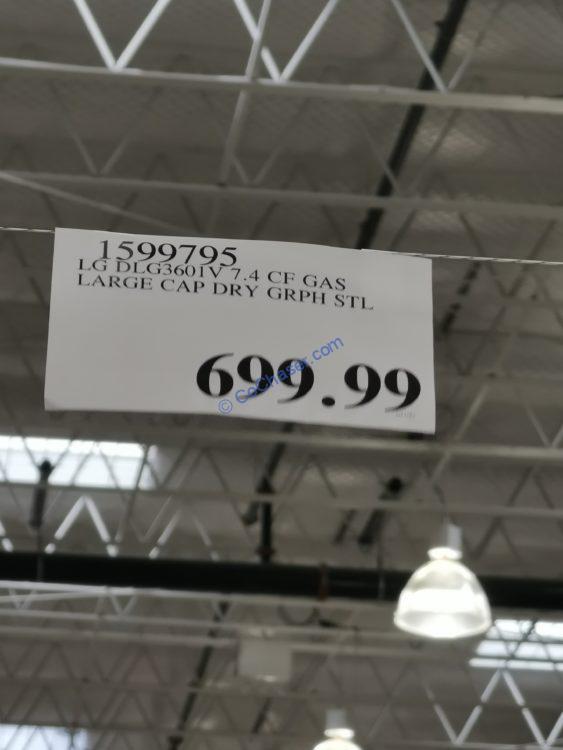 1599795
LG DLG3601V 7.4 CF GAS
LARGE CAP DRY GRPH STL
699.99
© CoChaser.com